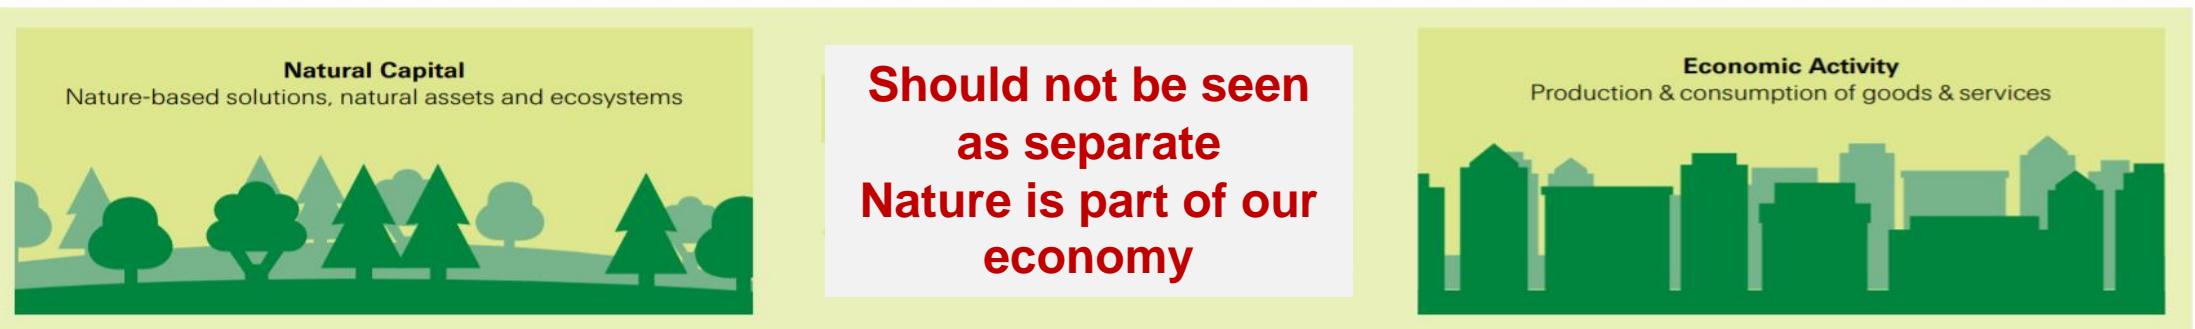 Natural Capital
Nature-based solutions, natural assets and ecosystems
Should not be seen
as separate
Nature is part of our
economy
Economic Activity
Production & consumption of goods & services